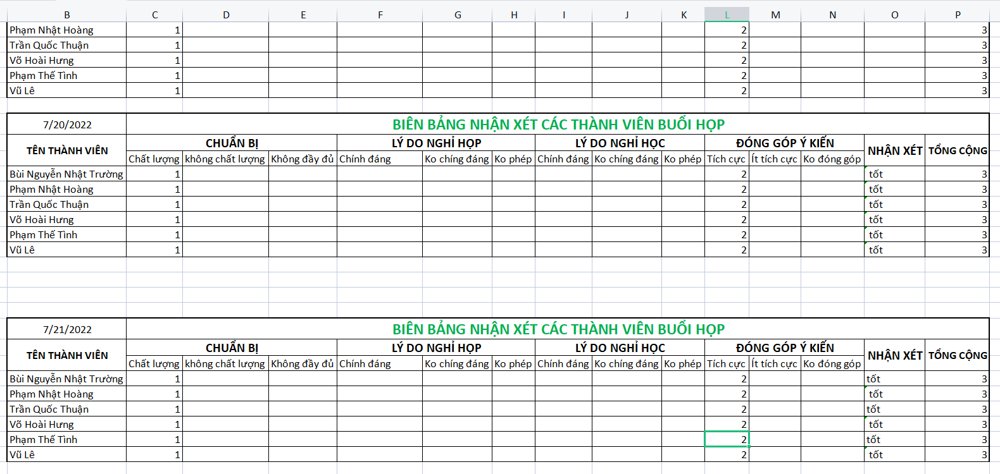 B C D E F G H I J K L M N O P
Phạm Nhật Hoàng 1 2 3
Trần Quốc Thuận 1 2 3
Võ Hoài Hưng 1 2 3
Phạm Thế Tình 1 2 3
Vũ Lê 1 2 3
7/20/2022 BIÊN BẢNG NHẬN XÉT CÁC THÀNH VIÊN BUỔI HỌP
TÊN THÀNH VIÊN CHUẨN BỊ LÝ DO NGHỈ HỌP LÝ DO NGHỈ HỌC ĐÓNG GÓP Ý KIẾN NHẬN XÉT TỔNG CỘNG
Chất lượng không chất lượng Không đầy đủ Chính đáng Ko chíng đáng Ko phép Chính đáng Ko chíng đáng Ko phép Tích cực Ít tích cực Ko đóng góp
Bùi Nguyễn Nhật Trường 1 2 tốt 3
Phạm Nhật Hoàng 1 2 tốt 3
Trần Quốc Thuận 1 2 tốt 3
Võ Hoài Hưng 1 2 tốt 3
Phạm Thế Tình 1 2 tốt 3
Vũ Lê 1 2 tốt 3
7/21/2022 BIÊN BẢNG NHẬN XÉT CÁC THÀNH VIÊN BUỔI HỌP
TÊN THÀNH VIÊN CHUẨN BỊ LÝ DO NGHỈ HỌP LÝ DO NGHỈ HỌC ĐÓNG GÓP Ý KIẾN NHẬN XÉT TỔNG CỘNG
Chất lượng không chất lượng Không đầy đủ Chính đáng Ko chíng đáng Ko phép Chính đáng Ko chíng đáng Ko phép Tích cực Ít tích cực Ko đóng góp
Bùi Nguyễn Nhật Trường 1 2 tốt 3
Phạm Nhật Hoàng 1 2 tốt 3
Trần Quốc Thuận 1 2 tốt 3
Võ Hoài Hưng 1 2 tốt 3
Phạm Thế Tình 1 2 tốt 3
Vũ Lê 1 2 tốt 3